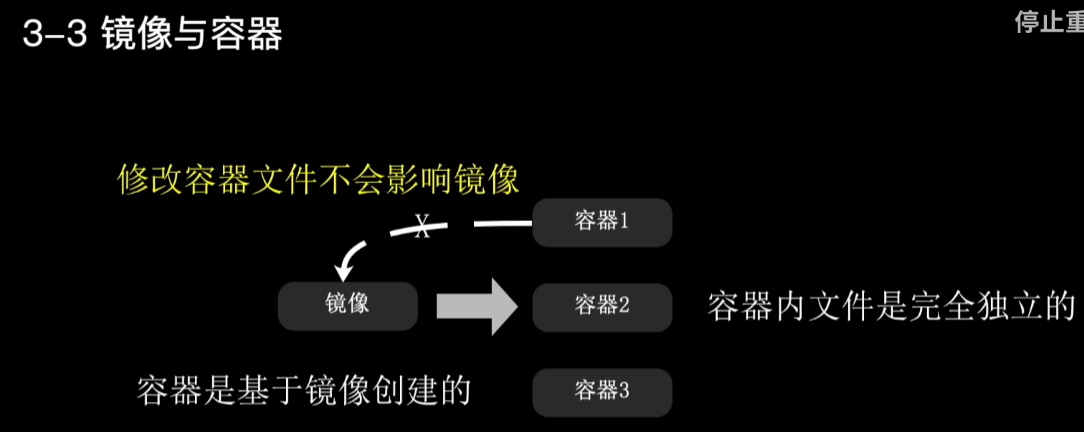 3-3 镜像与容器
停止重
修改容器文件不会影响镜像
容器1
X
镜像
容器2
容器内文件是完全独立的
容器是基于镜像创建的
容器3